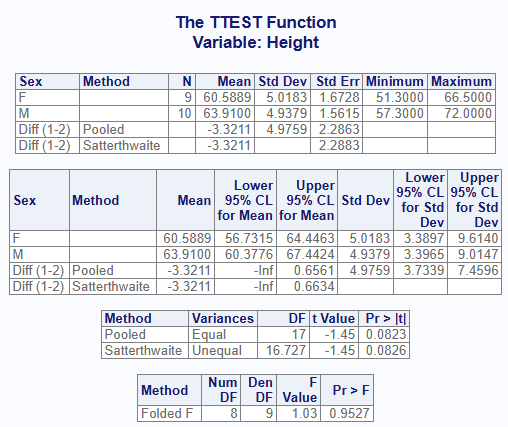 The TTEST Function
Variable: Height
Sex Method N Mean Std Dev Std Err Minimum Maximum
F 9 60.5889 5.0183 1.6728 51.3000 66.5000
M 10 63.9100 4.9379 1.5615 57.3000 72.0000
Diff (1-2) Pooled -3.3211 4.9759 2.2863
Diff (1-2) Satterthwaite -3.3211 2.2883
Sex Method Mean Lower 95% CL for Mean Upper 95% CL for Mean Std Dev Lower 95% CL for Std Dev Upper 95% CL for Std Dev
F 60.5889 56.7315 64.4463 5.0183 3.3897 9.6140
M 63.9100 60.3776 67.4424 4.9379 3.3965 9.0147
Diff (1-2) Pooled -3.3211 -Inf 0.6561 4.9759 3.7339 7.4596
Diff (1-2) Satterthwaite -3.3211 -Inf 0.6634
Method Variances DF t Value Pr > |t|
Pooled Equal 17 -1.45 0.0823
Satterthwaite Unequal 16.727 -1.45 0.0826
Method Num DF Den DF F Value Pr > F
Folded F 8 9 1.03 0.9527